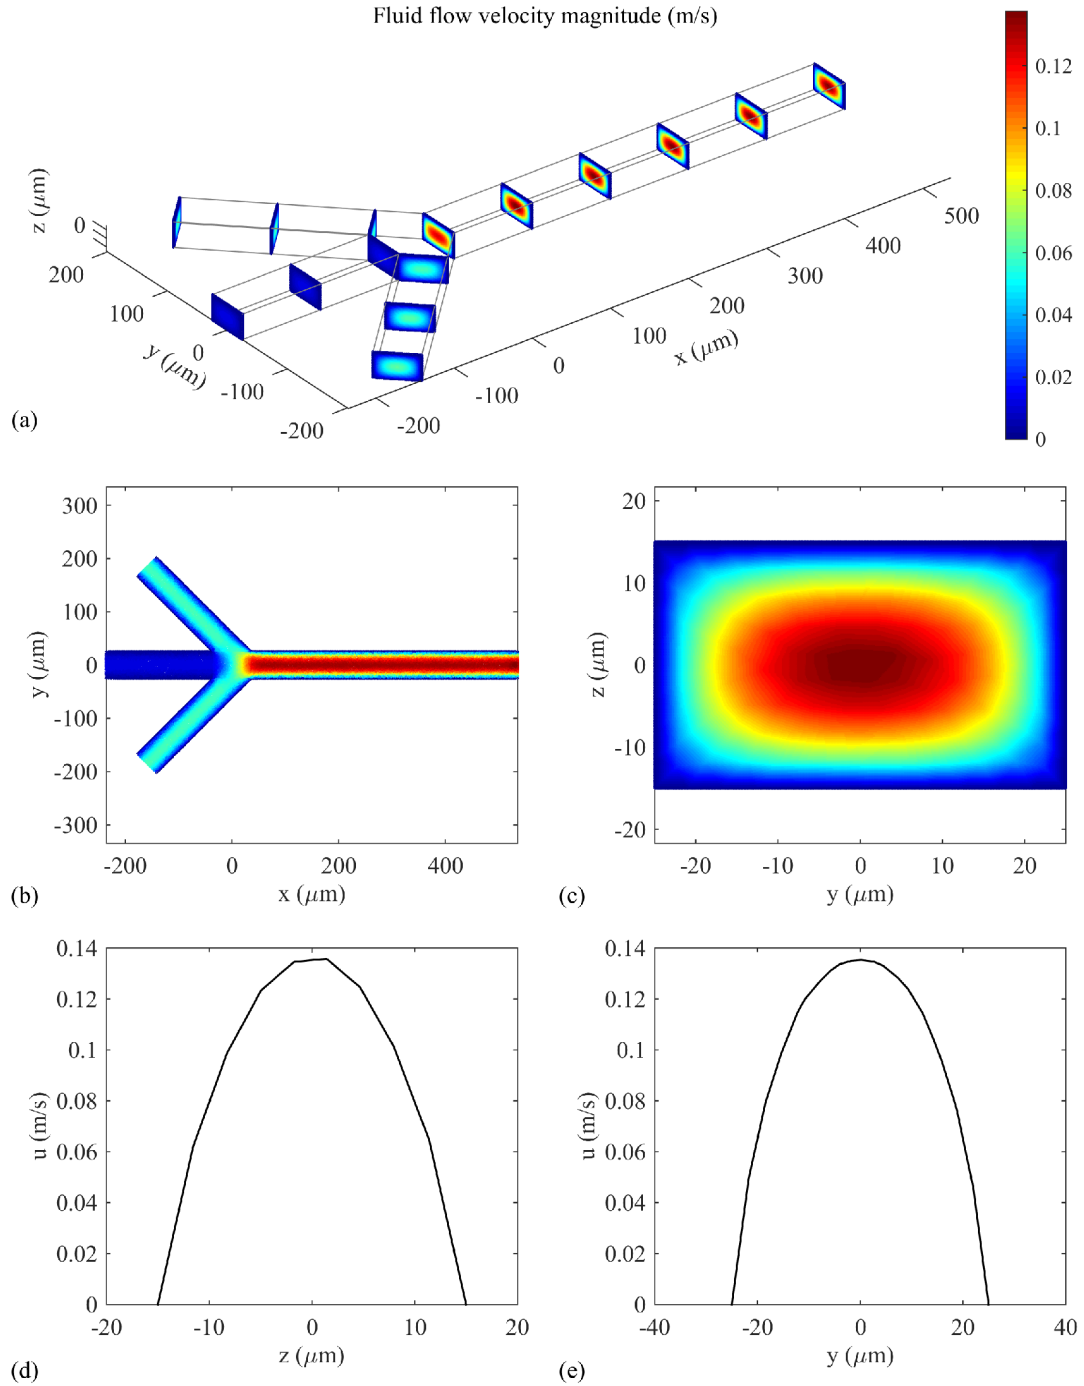 Fluid flow velocity magnitude (m/s)
0.12
0.1
0.08
0.06
0.04
0.02
0
z (μm)
0
200
100
0
-100
-200
y (μm)
-200
-100
0
100
200
300
400
500
x (μm)
(a)
300
200
100
0
-100
-200
-300
y (μm)
-200 0 200 400
x (μm)
(b)
20
10
0
-10
-20
z (μm)
-20 -10 0 10 20
y (μm)
(c)
0.14
0.12
0.1
0.08
0.06
0.04
0.02
0
u (m/s)
-20 -10 0 10 20
z (μm)
(d)
0.14
0.12
0.1
0.08
0.06
0.04
0.02
0
u (m/s)
-40 -20 0 20 40
y (μm)
(e)